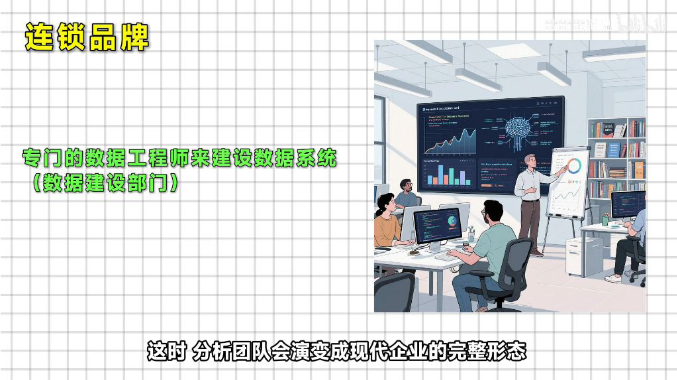 连锁品牌
专门的数据工程师来建设数据系统
（数据建设部门）
这时 分析团队会演变成现代企业的完整形态